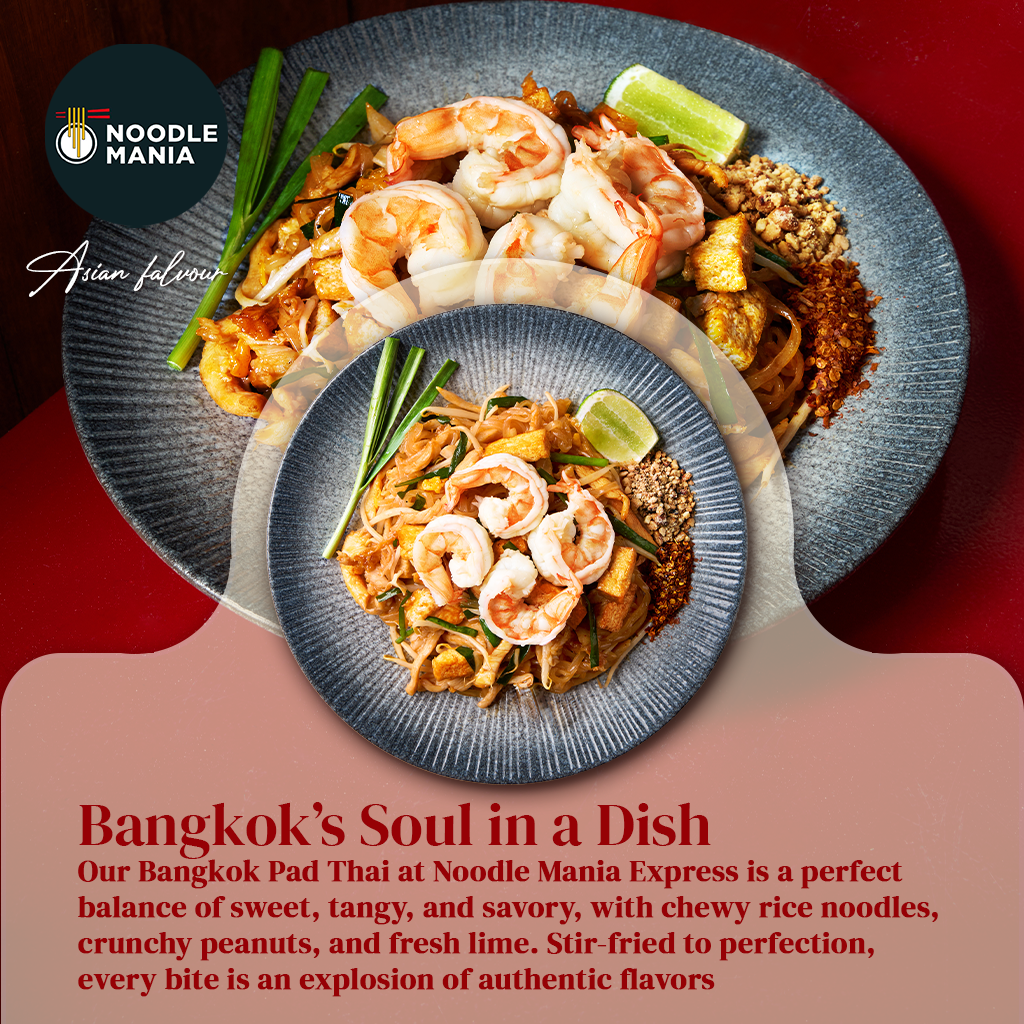 NOODLE
MANIA
Asian falvour
Bangkok’s Soul in a Dish
Our Bangkok Pad Thai at Noodle Mania Express is a perfect
balance of sweet, tangy, and savory, with chewy rice noodles,
crunchy peanuts, and fresh lime. Stir-fried to perfection,
every bite is an explosion of authentic flavors